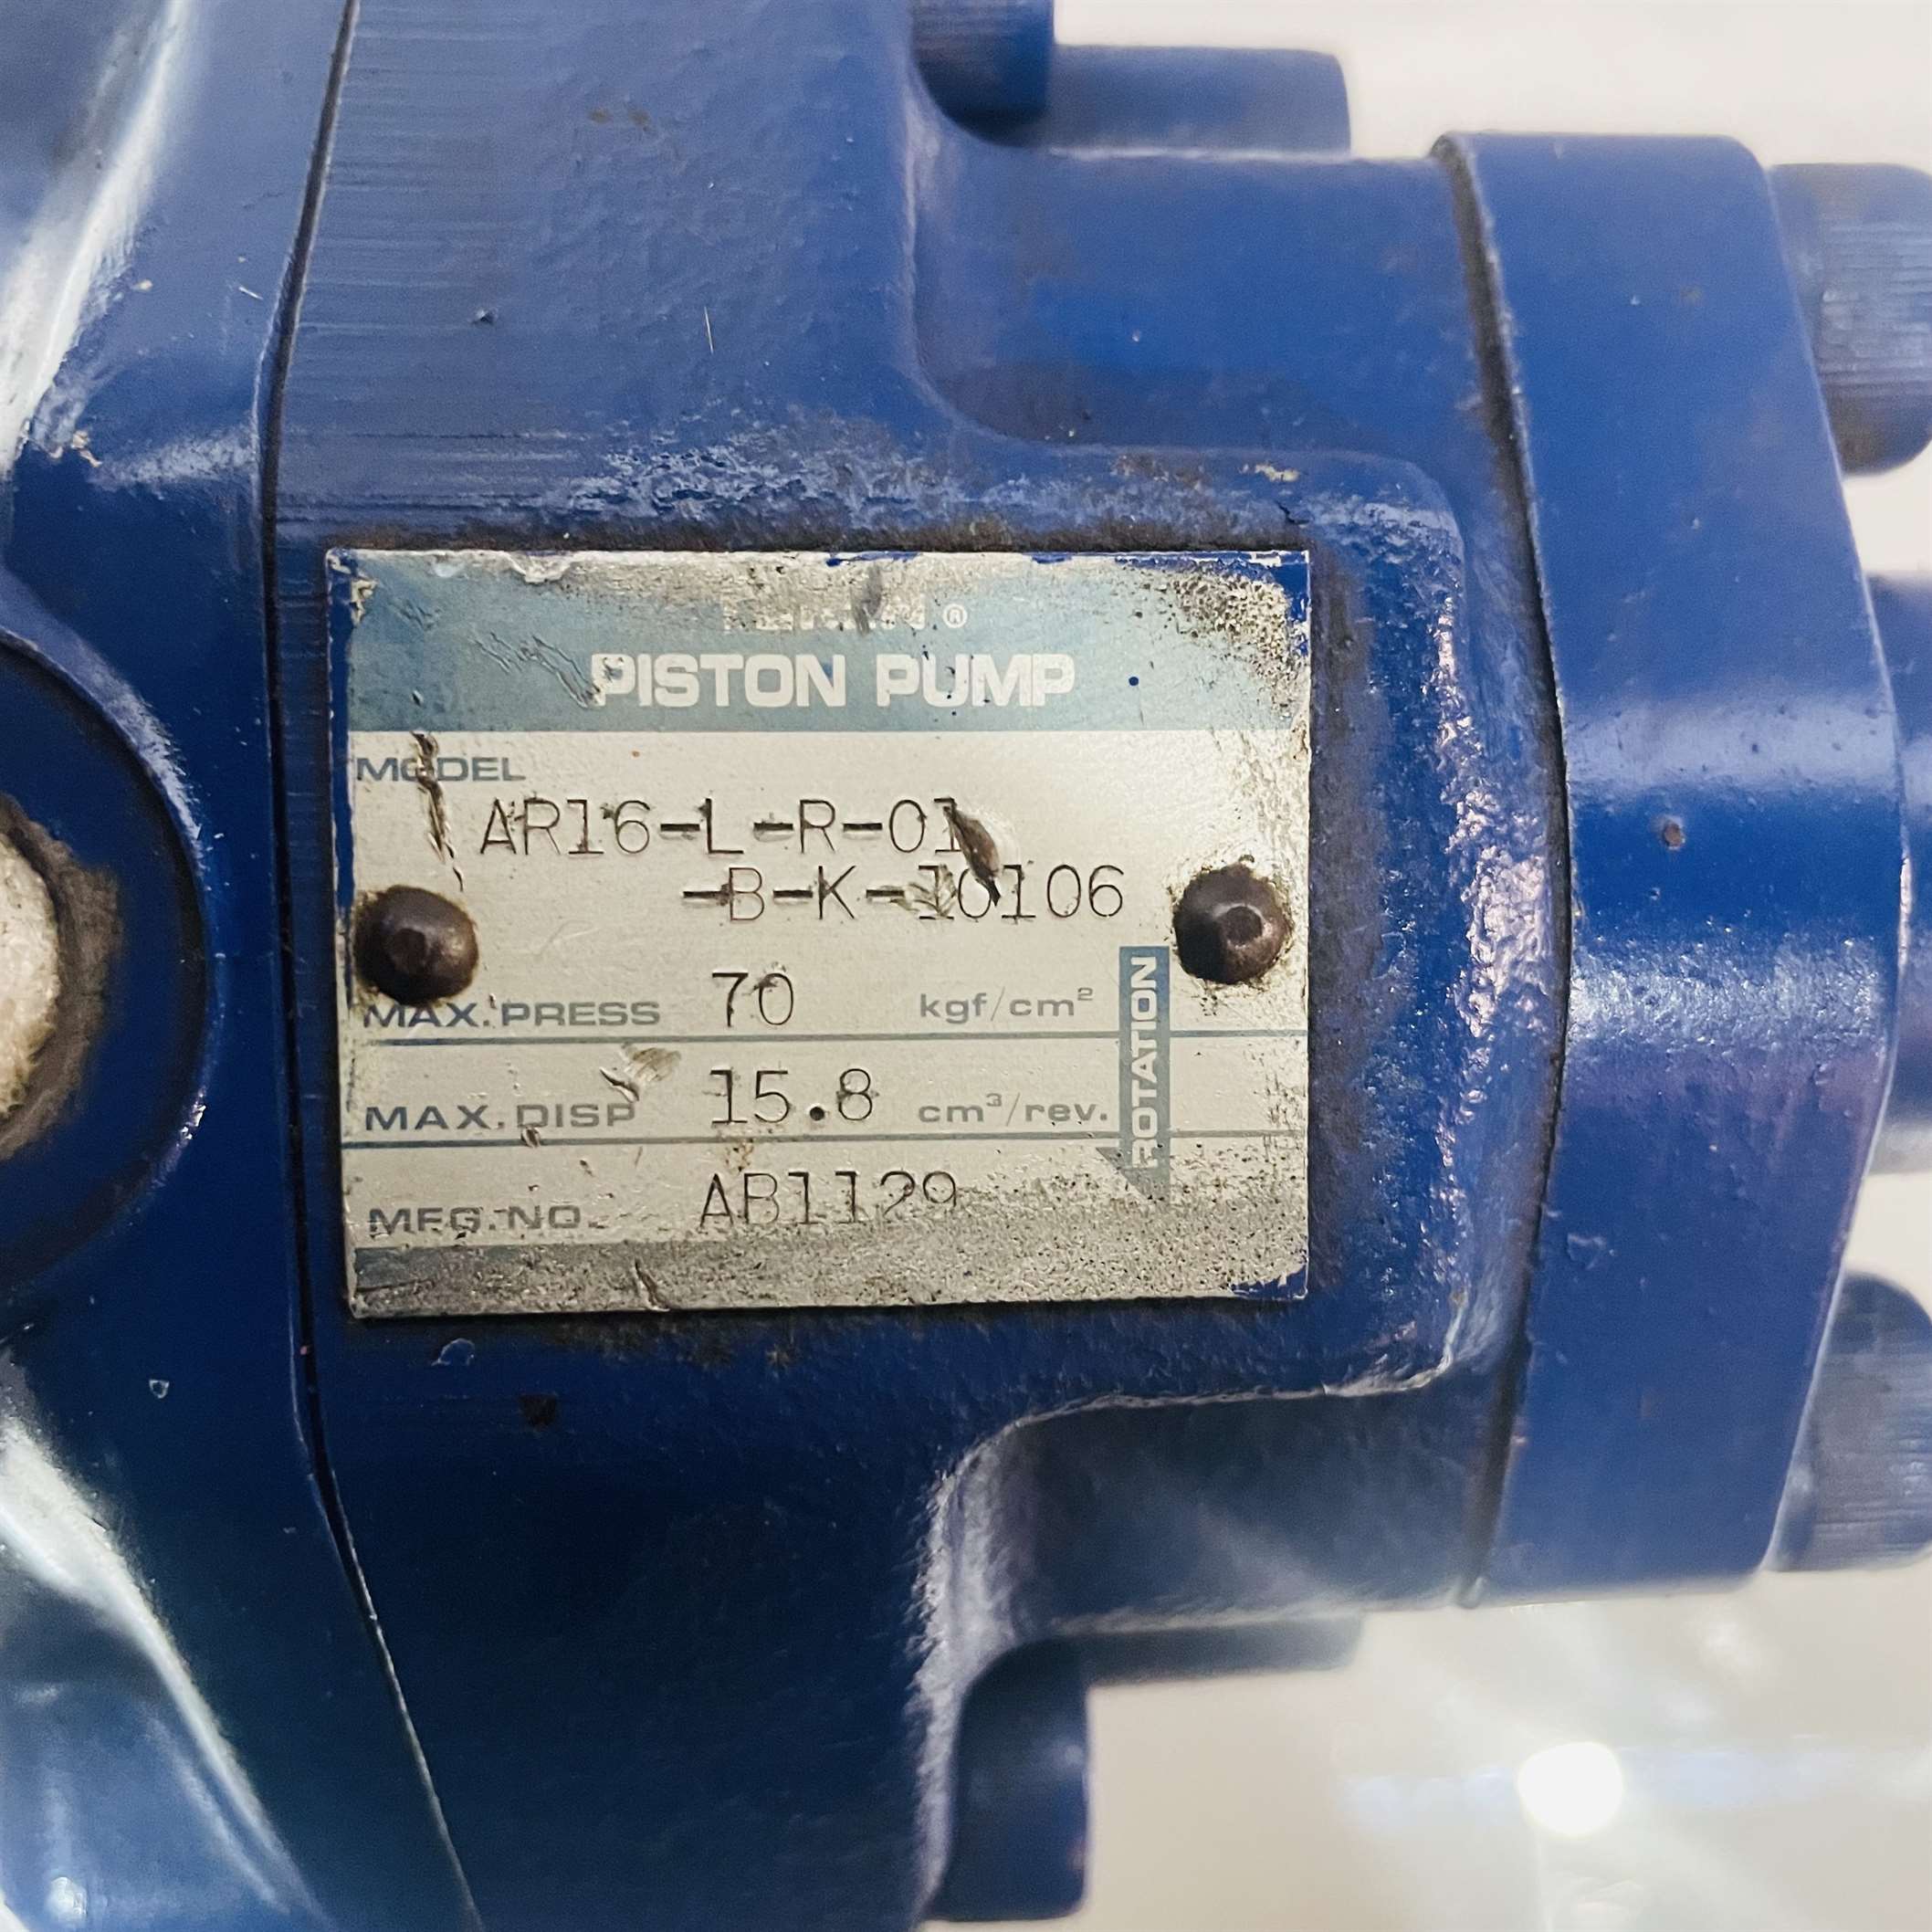 ®
PISTON PUMP
MODEL
AR16-L-R-01
-B-K-10106
MAX. PRESS 70 kgf/cm²
MAX. DISP 15.8 cm³/rev.
ROTATION
MFG. NO. AB1129